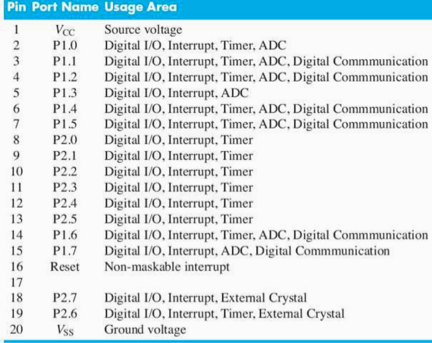 Pin Port Name Usage Area
1 VCC Source voltage
2 P1.0 Digital I/O, Interrupt, Timer, ADC
3 P1.1 Digital I/O, Interrupt, Timer, ADC, Digital Commmunication
4 P1.2 Digital I/O, Interrupt, Timer, ADC, Digital Commmunication
5 P1.3 Digital I/O, Interrupt, ADC
6 P1.4 Digital I/O, Interrupt, Timer, ADC, Digital Commmunication
7 P1.5 Digital I/O, Interrupt, Timer, ADC, Digital Commmunication
8 P2.0 Digital I/O, Interrupt, Timer
9 P2.1 Digital I/O, Interrupt, Timer
10 P2.2 Digital I/O, Interrupt, Timer
11 P2.3 Digital I/O, Interrupt, Timer
12 P2.4 Digital I/O, Interrupt, Timer
13 P2.5 Digital I/O, Interrupt, Timer
14 P1.6 Digital I/O, Interrupt, Timer, ADC, Digital Commmunication
15 P1.7 Digital I/O, Interrupt, ADC, Digital Commmunication
16 Reset Non-maskable interrupt
17
18 P2.7 Digital I/O, Interrupt, External Crystal
19 P2.6 Digital I/O, Interrupt, Timer, External Crystal
20 VSS Ground voltage